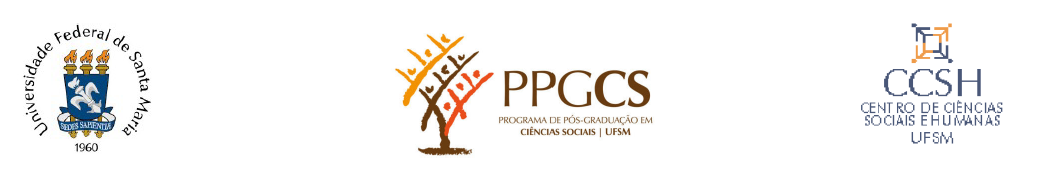 Universidade Federal de Santa Maria
SEDES SAPIENTIAE
1960
PPGCS
PROGRAMA DE PÓS-GRADUAÇÃO EM
CIÊNCIAS SOCIAIS | UFSM
CCSH
CENTRO DE CIÊNCIAS
SOCIAIS E HUMANAS
UFSM